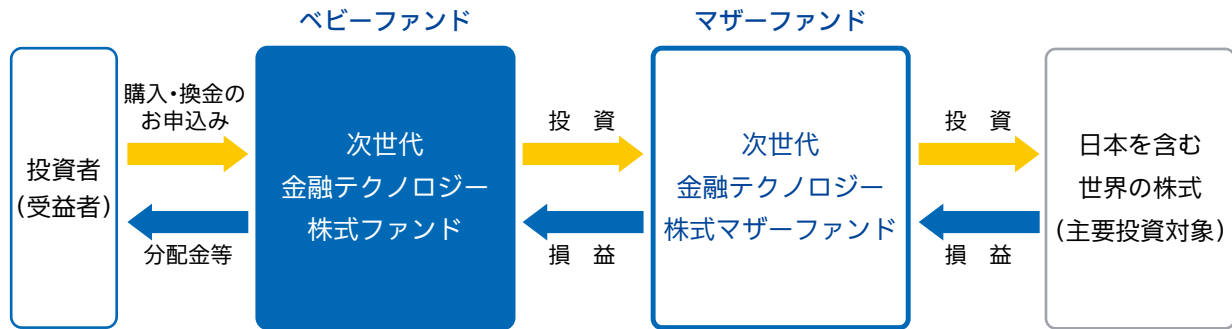 ベビーファンド
マザーファンド
投資者
(受益者)
購入・換金の
お申込み
分配金等
次世代
金融テクノロジー
株式ファンド
投 資
損 益
次世代
金融テクノロジー
株式マザーファンド
投 資
損 益
日本を含む
世界の株式
(主要投資対象)